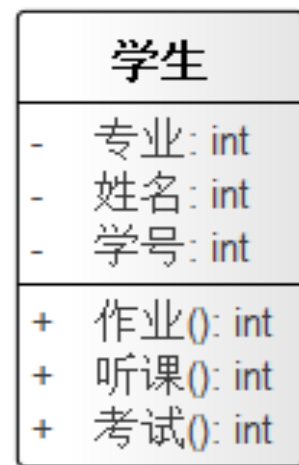 学生
- 专业: int
- 姓名: int
- 学号: int
+ 作业(): int
+ 听课(): int
+ 考试(): int